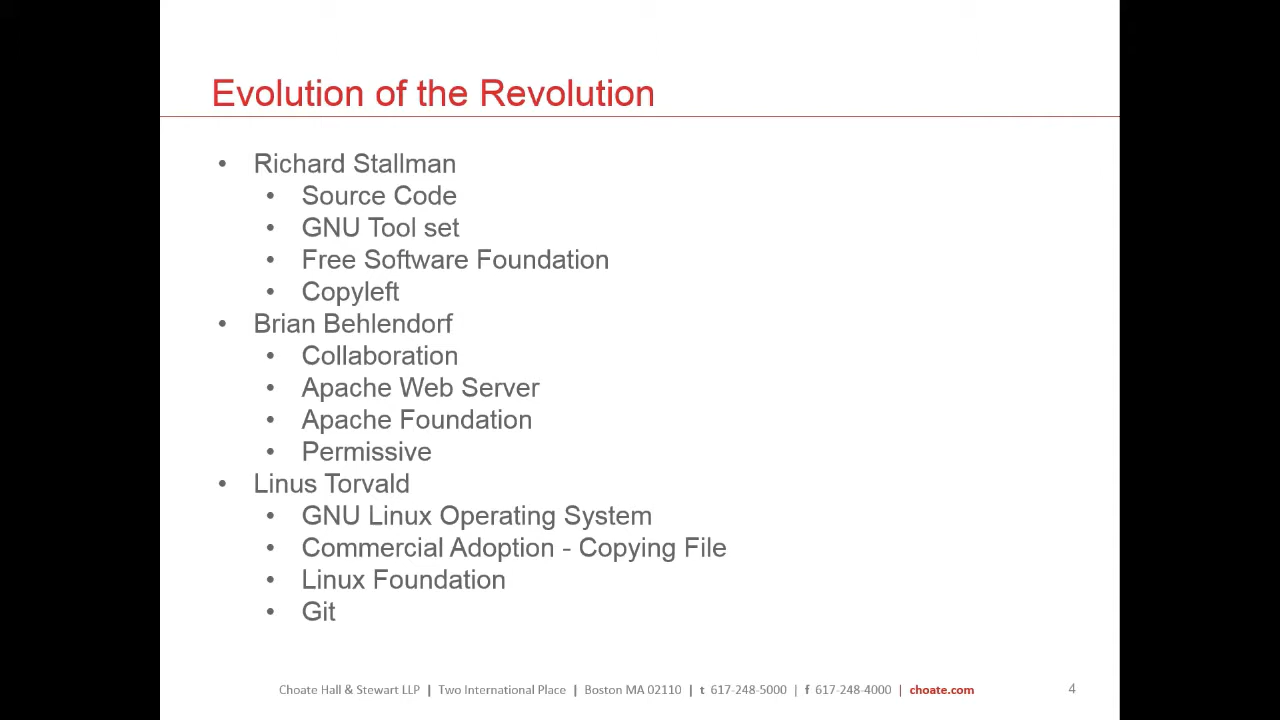 Evolution of the Revolution
• Richard Stallman
• Source Code
• GNU Tool set
• Free Software Foundation
• Copyleft
• Brian Behlendorf
• Collaboration
• Apache Web Server
• Apache Foundation
• Permissive
• Linus Torvald
• GNU Linux Operating System
• Commercial Adoption - Copying File
• Linux Foundation
• Git
Choate Hall & Stewart LLP | Two International Place | Boston MA 02110 | t 617-248-5000 | f 617-248-4000 | choate.com 4